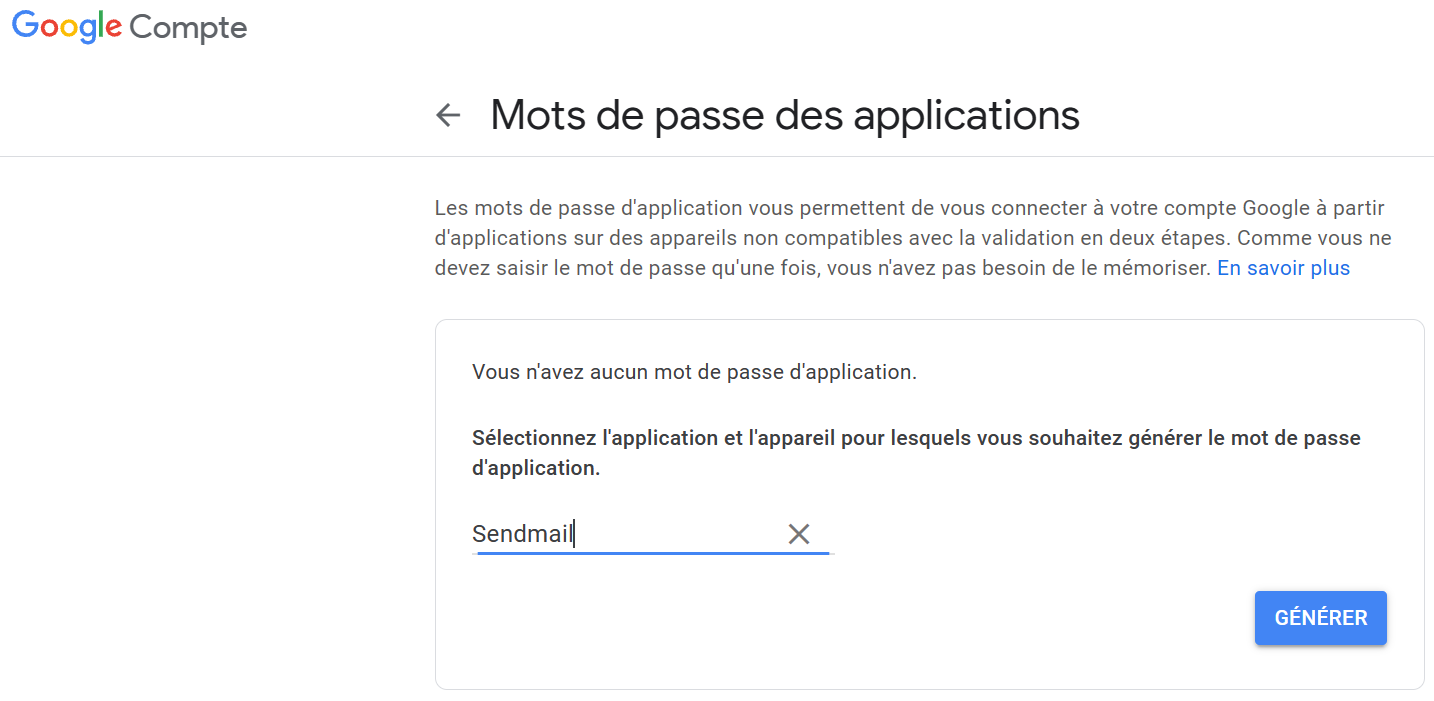 Google Compte
Mots de passe des applications
Les mots de passe d'application vous permettent de vous connecter à votre compte Google à partir
d'applications sur des appareils non compatibles avec la validation en deux étapes. Comme vous ne
devez saisir le mot de passe qu'une fois, vous n'avez pas besoin de le mémoriser. En savoir plus
Vous n'avez aucun mot de passe d'application.
Sélectionnez l'application et l'appareil pour lesquels vous souhaitez générer le mot de passe
d'application.
Sendmail
GÉNÉRER